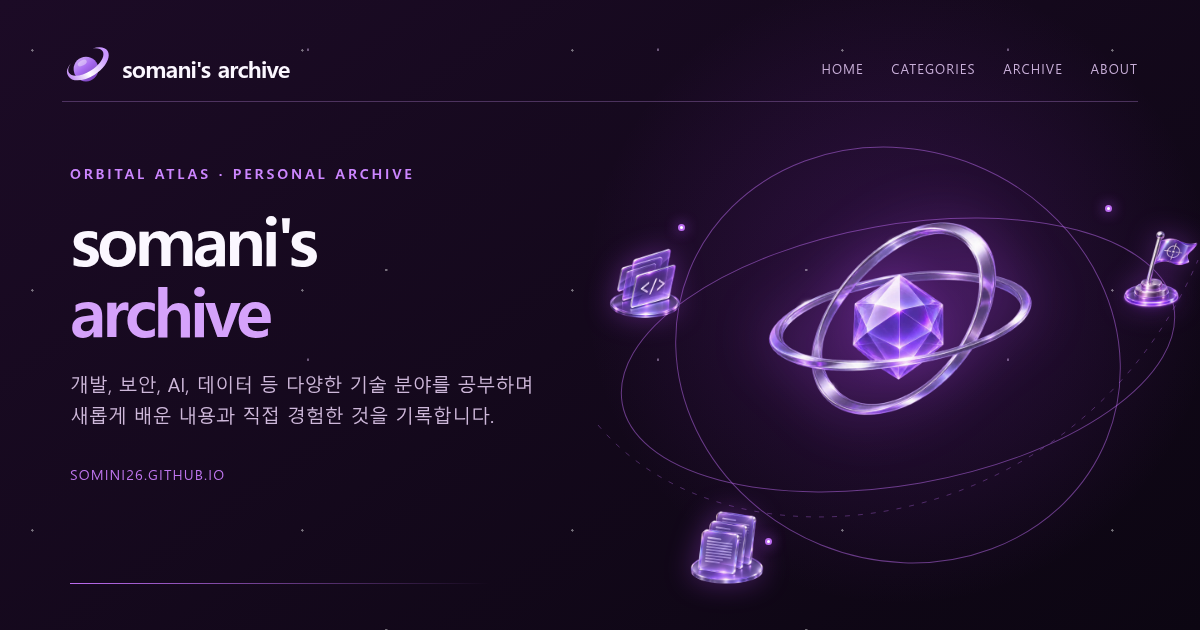 somani's archive
HOME CATEGORIES ARCHIVE ABOUT
ORBITAL ATLAS · PERSONAL ARCHIVE
somani's
archive
개발, 보안, AI, 데이터 등 다양한 기술 분야를 공부하며
새롭게 배운 내용과 직접 경험한 것을 기록합니다.
SOMINI26.GITHUB.IO
</>